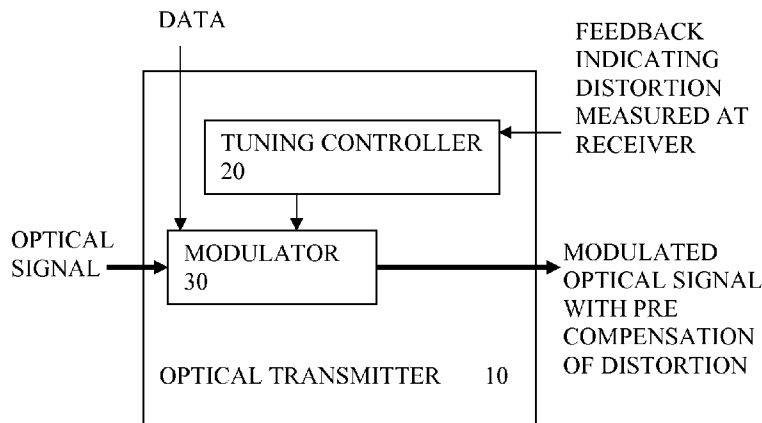 DATA
FEEDBACK
INDICATING
DISTORTION
MEASURED AT
RECEIVER
TUNING CONTROLLER
20
OPTICAL
SIGNAL
MODULATOR
30
MODULATED
OPTICAL SIGNAL
WITH PRE
COMPENSATION
OF DISTORTION
OPTICAL TRANSMITTER 10